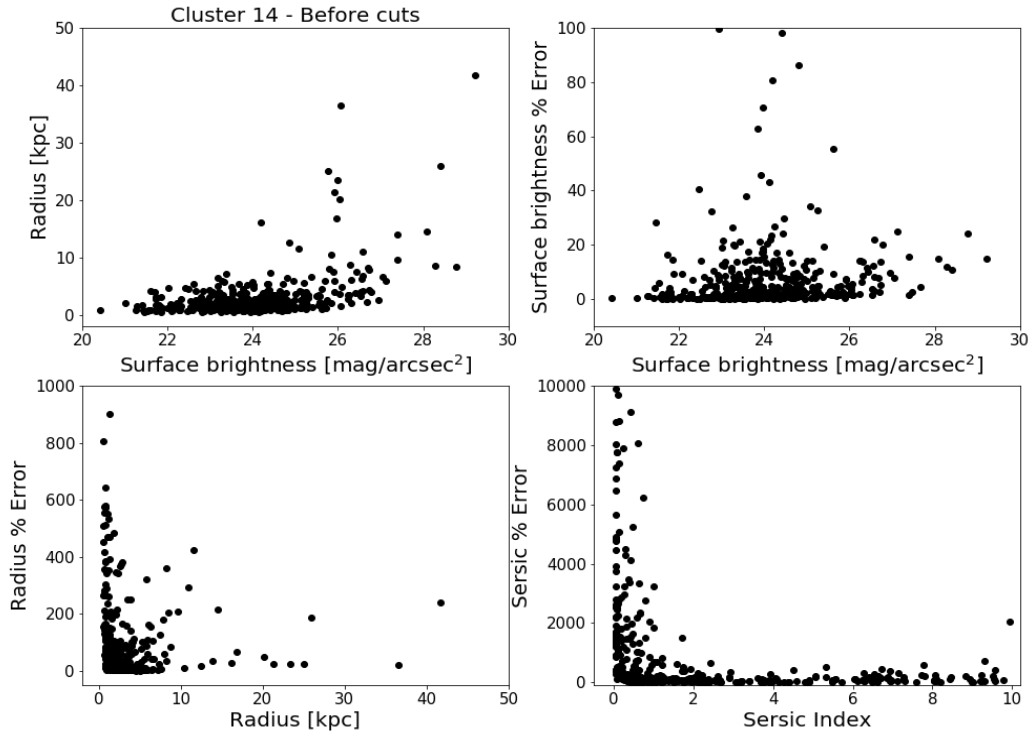 Cluster 14 - Before cuts
50
40
30
20
10
0
Radius [kpc]
20 22 24 26 28 30
Surface brightness [mag/arcsec²]
100
80
60
40
20
0
Surface brightness % Error
20 22 24 26 28 30
Surface brightness [mag/arcsec²]
1000
800
600
400
200
0
Radius % Error
0 10 20 30 40 50
Radius [kpc]
10000
8000
6000
4000
2000
0
Sersic % Error
0 2 4 6 8 10
Sersic Index